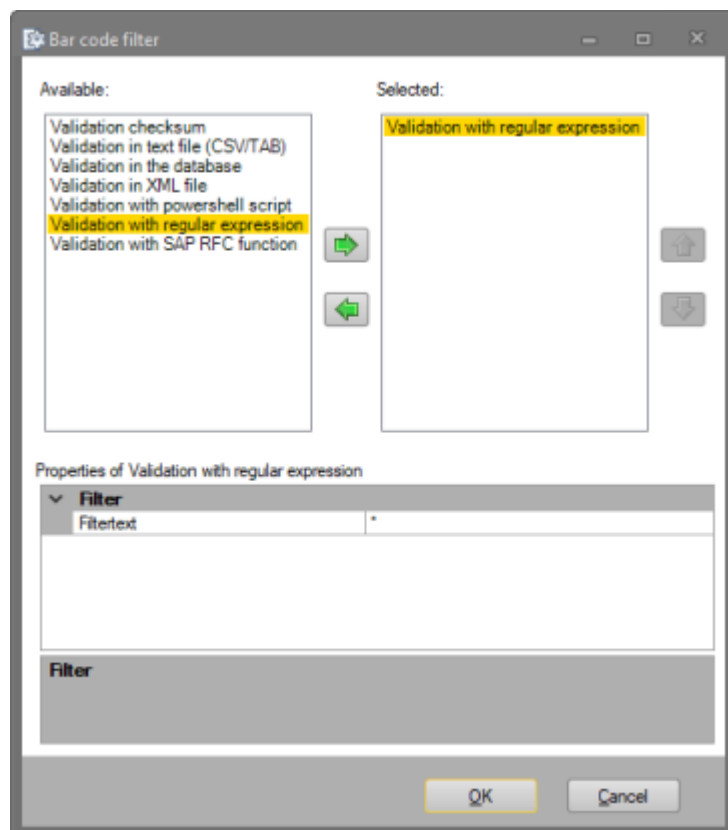 Bar code filter
Available:
Selected:
Validation checksum
Validation in text file (CSV/TAB)
Validation in the database
Validation in XML file
Validation with powershell script
Validation with regular expression
Validation with SAP RFC function
Validation with regular expression
Properties of Validation with regular expression
Filter
Filtertext *
Filter
OK
Cancel